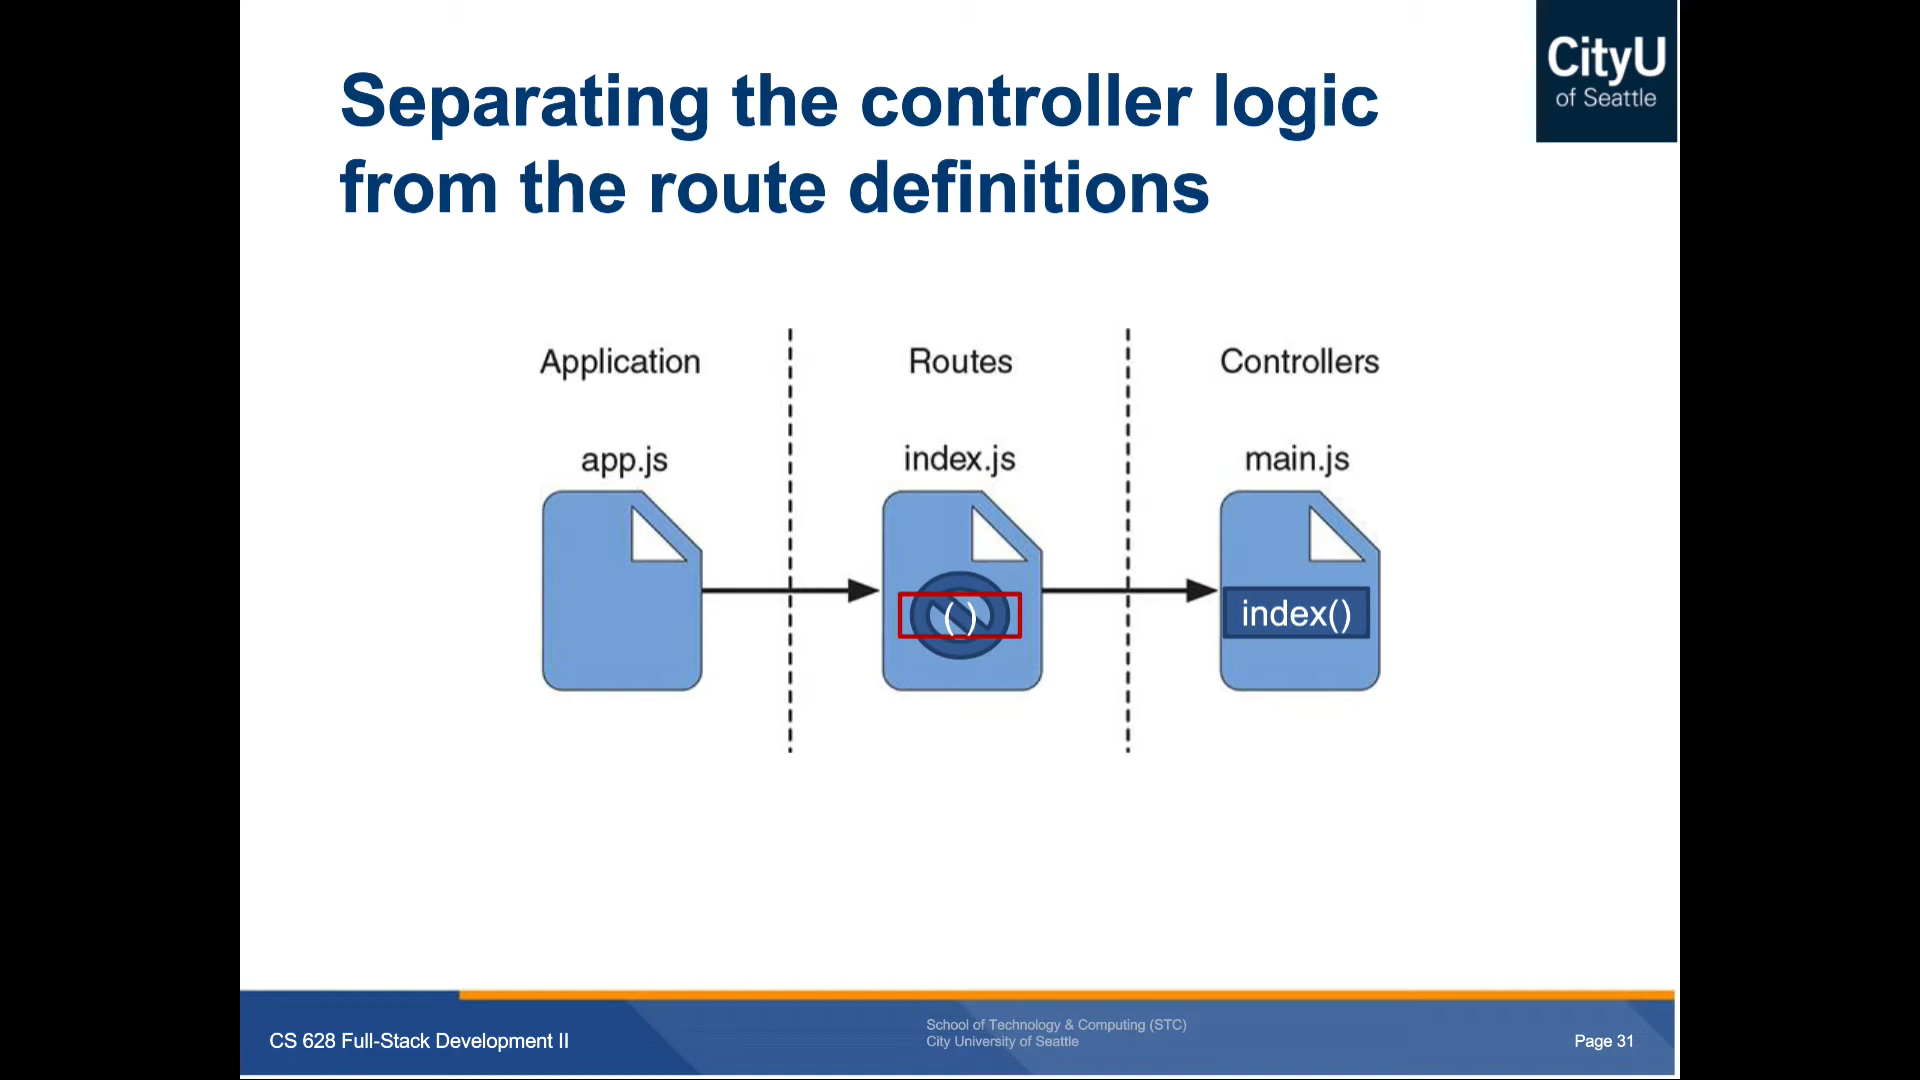 CityU
of Seattle
Separating the controller logic
from the route definitions
Application
Routes
Controllers
app.js
index.js
main.js
( )
index()
CS 628 Full-Stack Development II
School of Technology & Computing (STC)
City University of Seattle
Page 31